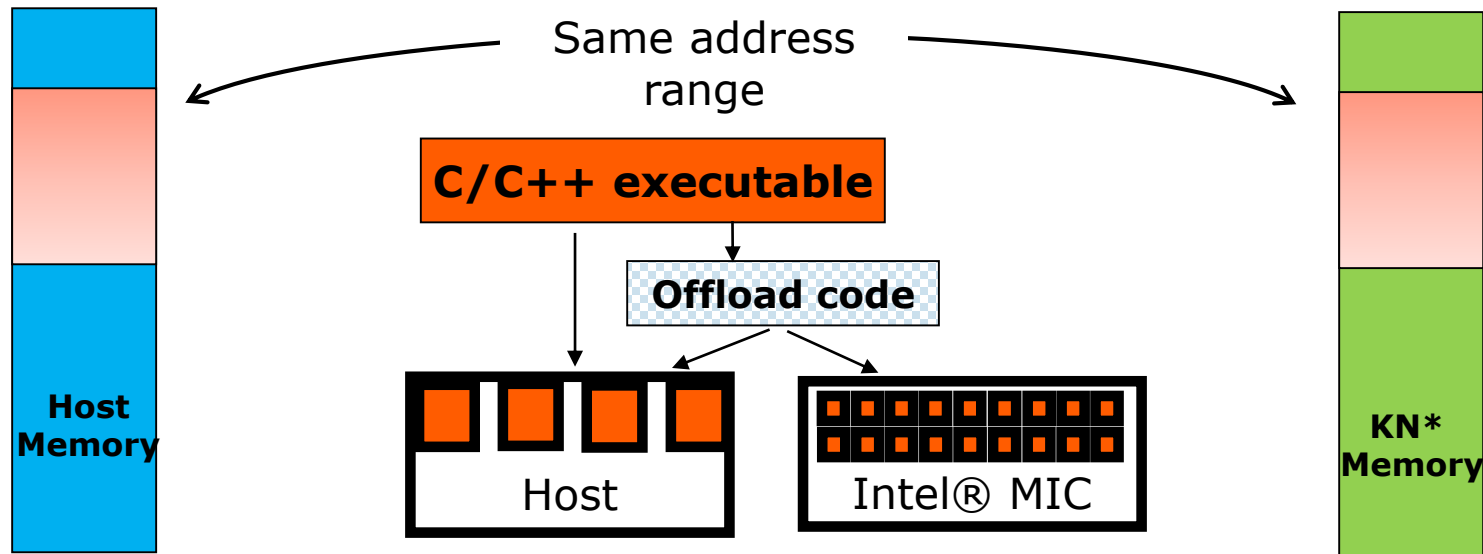 Same address
range
C/C++ executable
Offload code
Host
Memory
Host
Intel® MIC
KN*
Memory